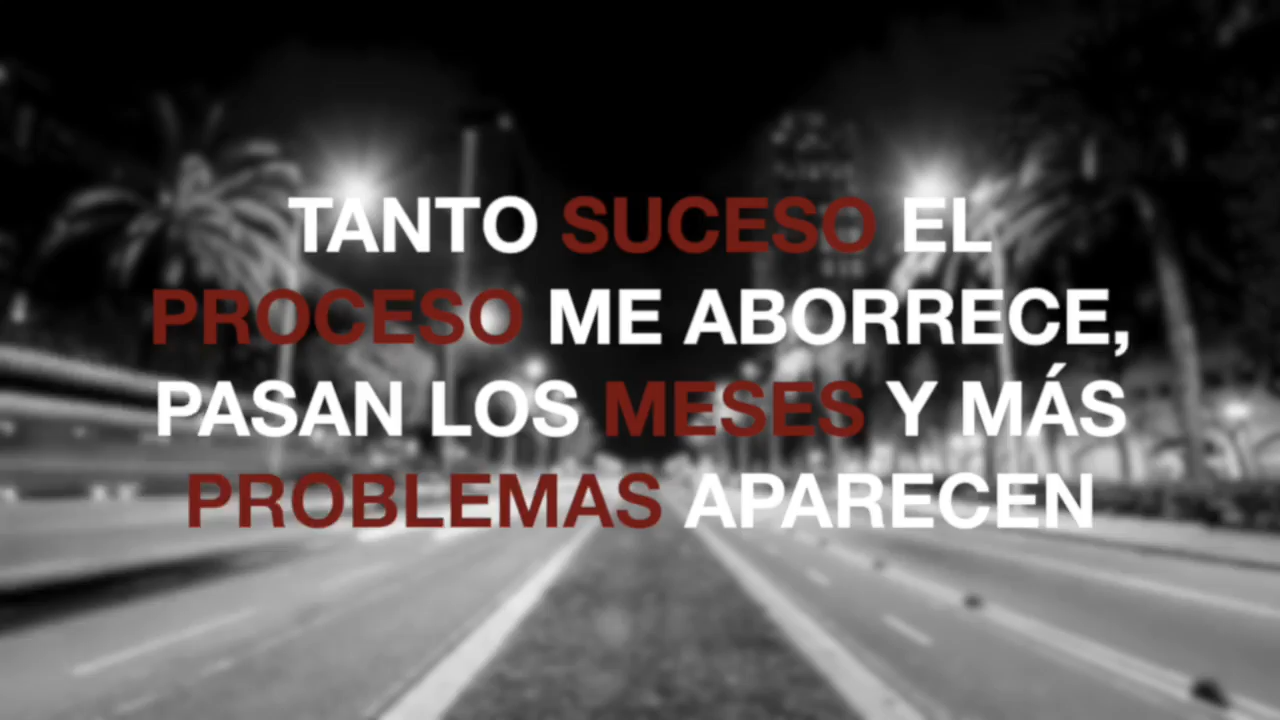 TANTO SUCESO EL
PROCESO ME ABORRECE,
PASAN LOS MESES Y MÁS
PROBLEMAS APARECEN